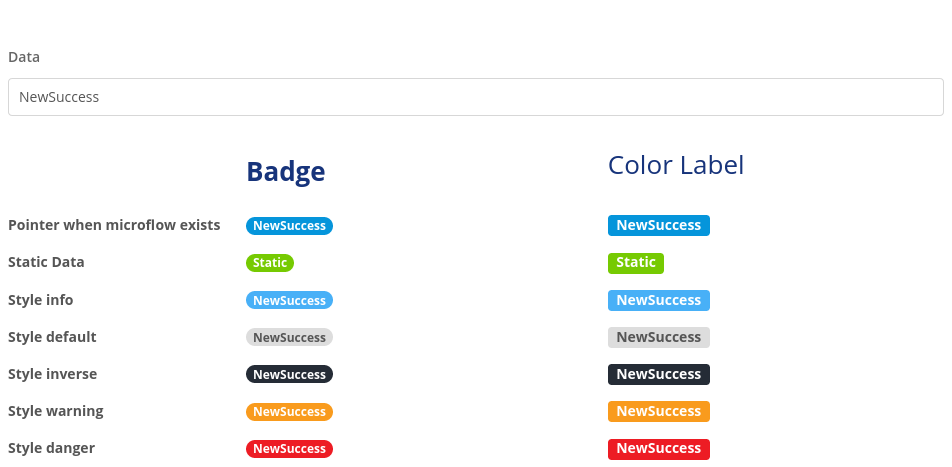 Data
NewSuccess
Badge Color Label
Pointer when microflow exists NewSuccess NewSuccess
Static Data Static Static
Style info NewSuccess NewSuccess
Style default NewSuccess NewSuccess
Style inverse NewSuccess NewSuccess
Style warning NewSuccess NewSuccess
Style danger NewSuccess NewSuccess